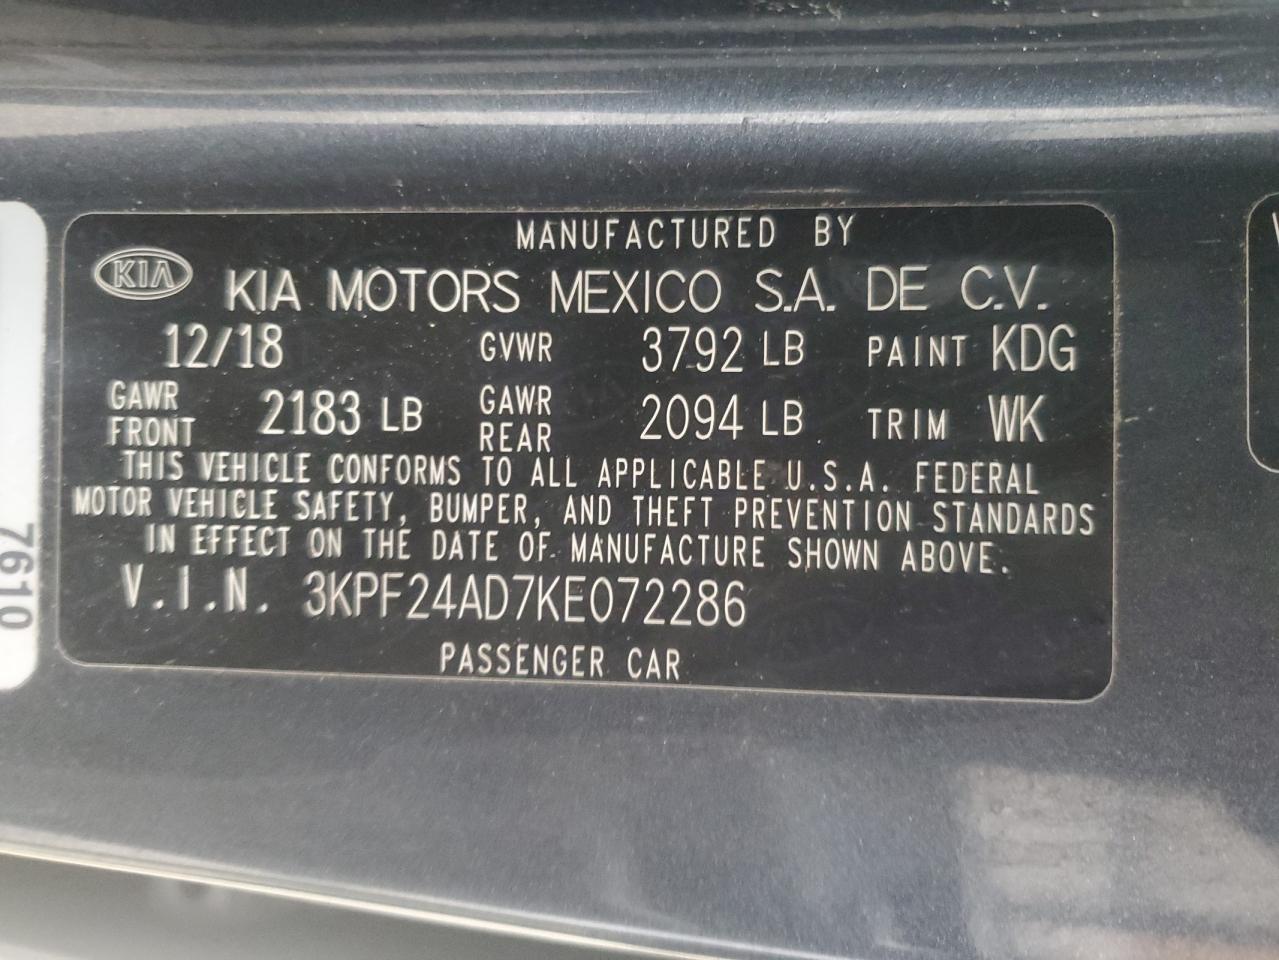 MANUFACTURED BY
KIA
KIA MOTORS MEXICO S.A. DE C.V.
12/18 GVWR 3792 LB PAINT KDG
GAWR FRONT 2183 LB GAWR REAR 2094 LB TRIM WK
THIS VEHICLE CONFORMS TO ALL APPLICABLE U.S.A. FEDERAL
MOTOR VEHICLE SAFETY, BUMPER, AND THEFT PREVENTION STANDARDS
IN EFFECT ON THE DATE OF MANUFACTURE SHOWN ABOVE.
V.I.N. 3KPF24AD7KE072286
PASSENGER CAR
7610